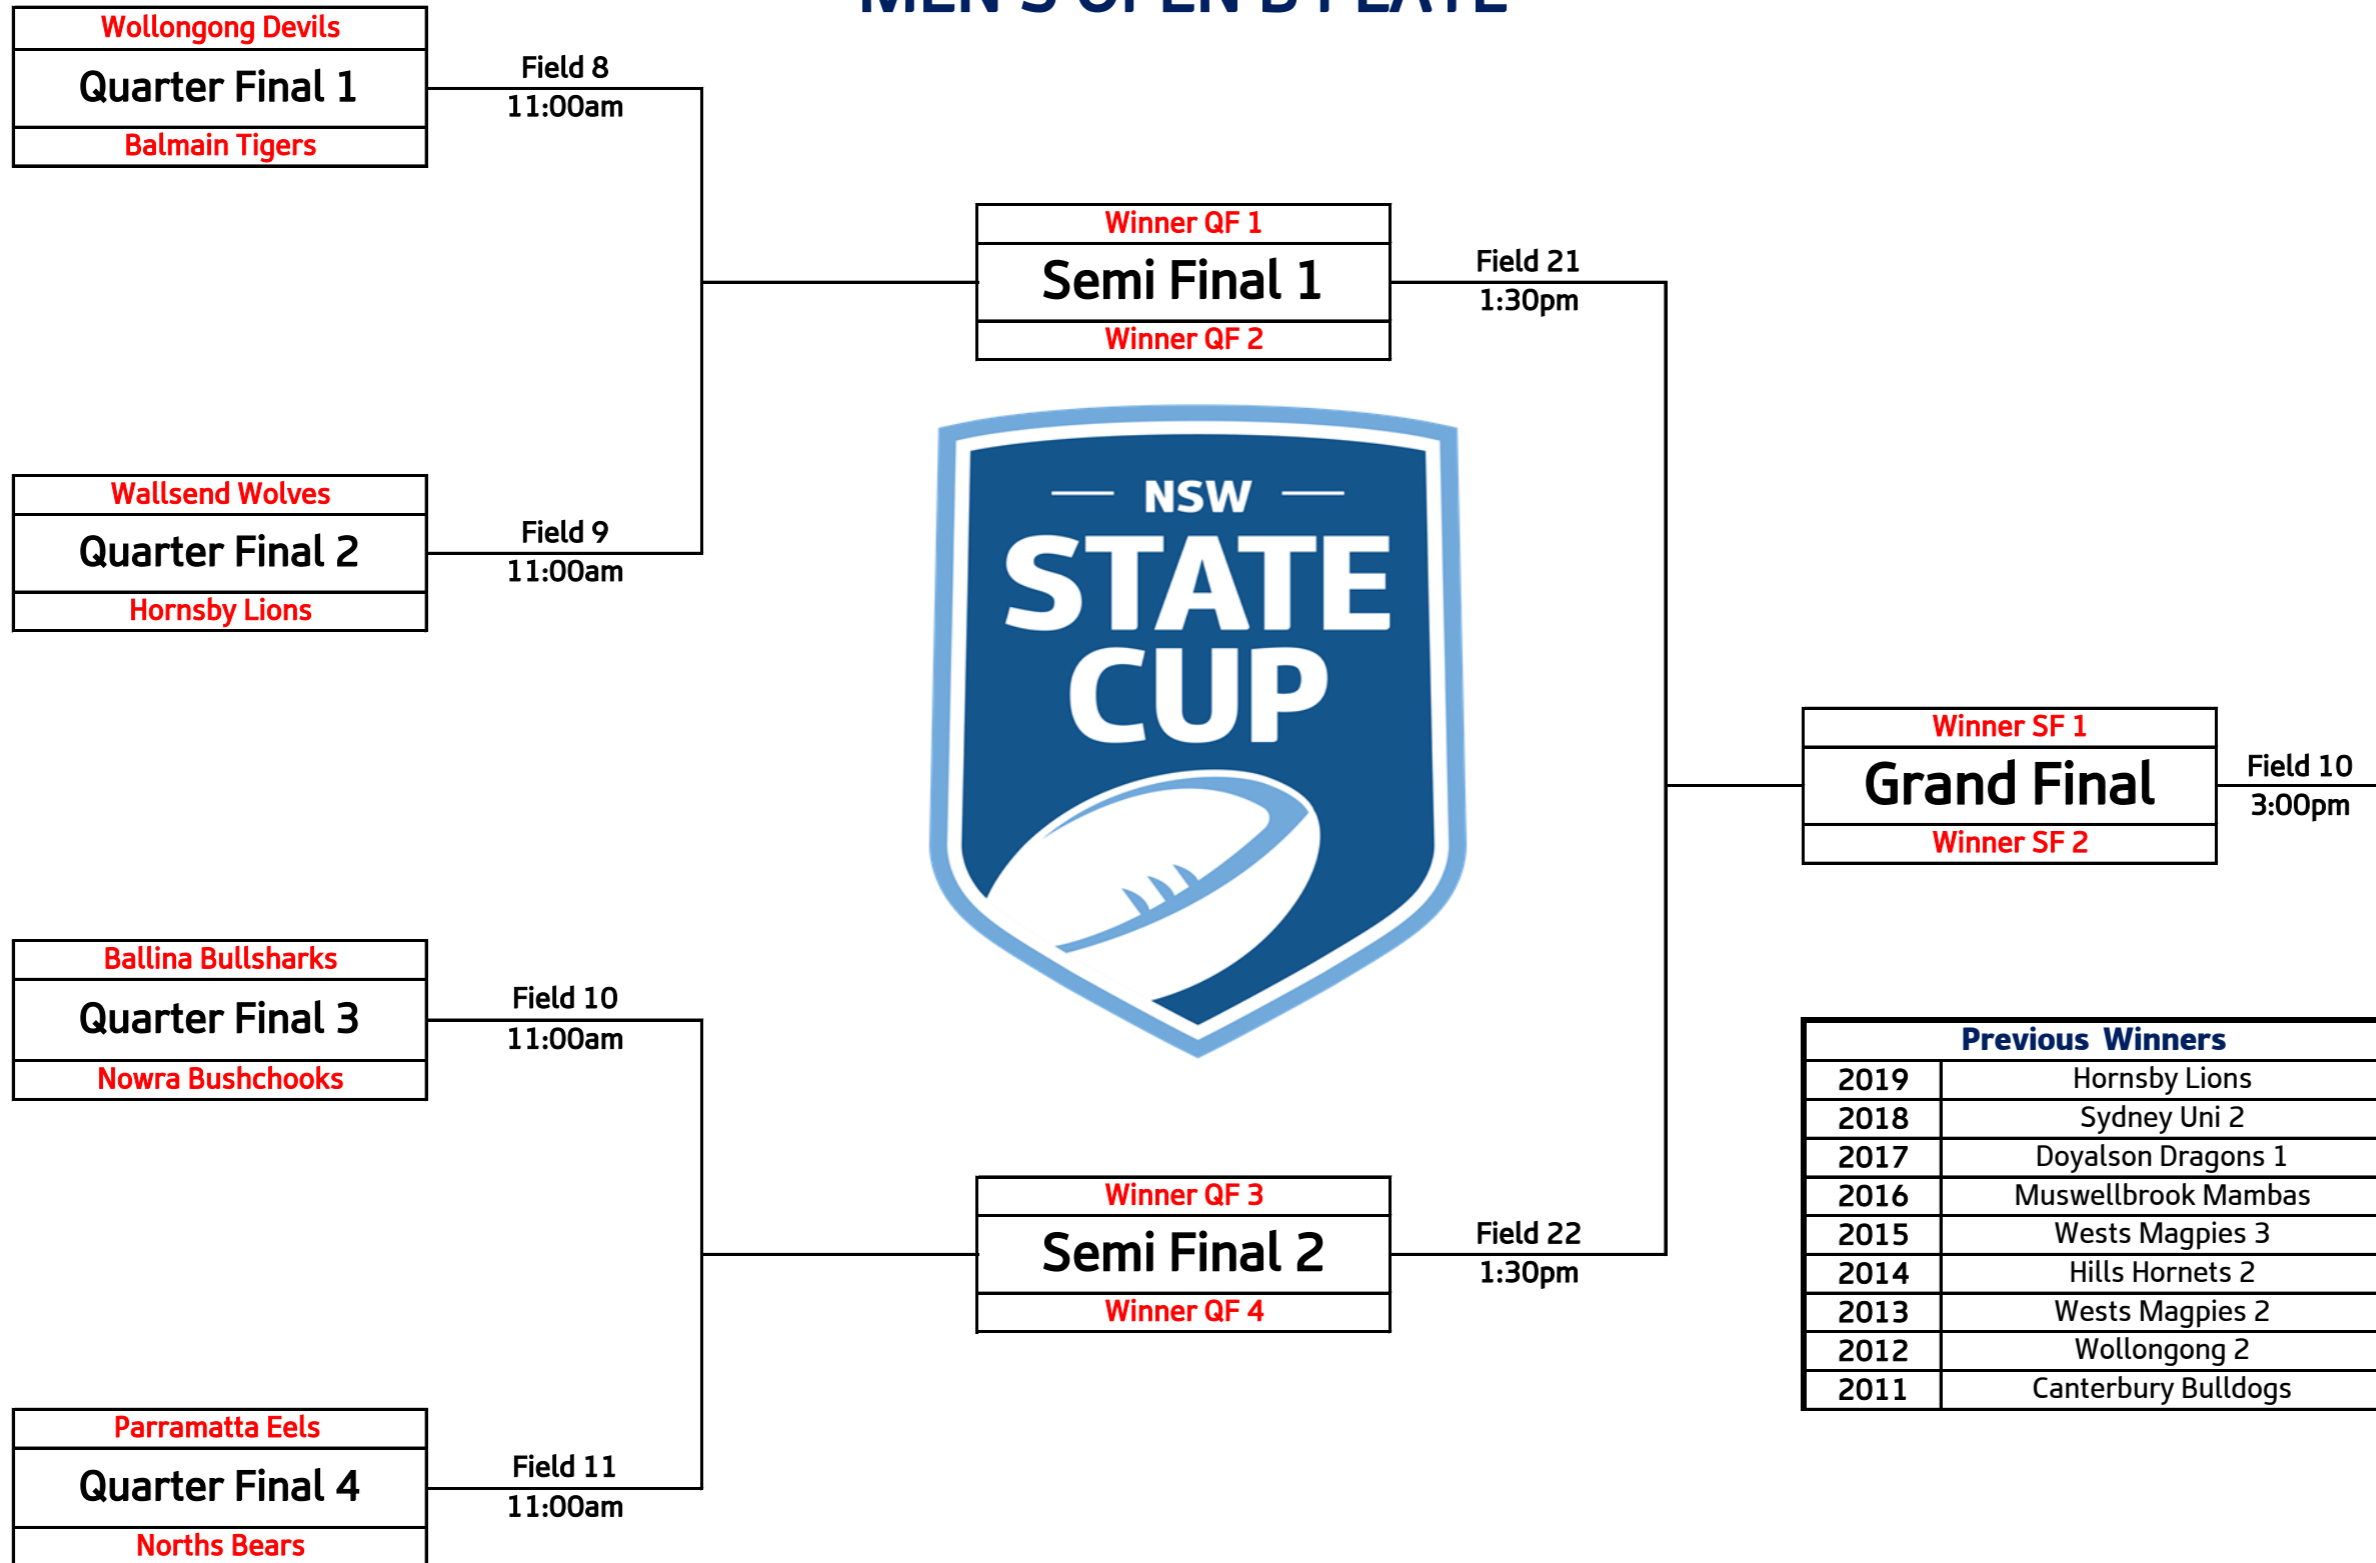 MEN'S OPEN B PLATE
Wollongong Devils
Quarter Final 1
Balmain Tigers
Field 8
11:00am
Wallsend Wolves
Quarter Final 2
Hornsby Lions
Field 9
11:00am
Ballina Bullsharks
Quarter Final 3
Nowra Bushchooks
Field 10
11:00am
Parramatta Eels
Quarter Final 4
Norths Bears
Field 11
11:00am
Winner QF 1
Semi Final 1
Winner QF 2
Field 21
1:30pm
NSW
STATE
CUP
Winner QF 3
Semi Final 2
Winner QF 4
Field 22
1:30pm
Winner SF 1
Grand Final
Winner SF 2
Field 10
3:00pm
Previous Winners
2019 Hornsby Lions
2018 Sydney Uni 2
2017 Doyalson Dragons 1
2016 Muswellbrook Mambas
2015 Wests Magpies 3
2014 Hills Hornets 2
2013 Wests Magpies 2
2012 Wollongong 2
2011 Canterbury Bulldogs